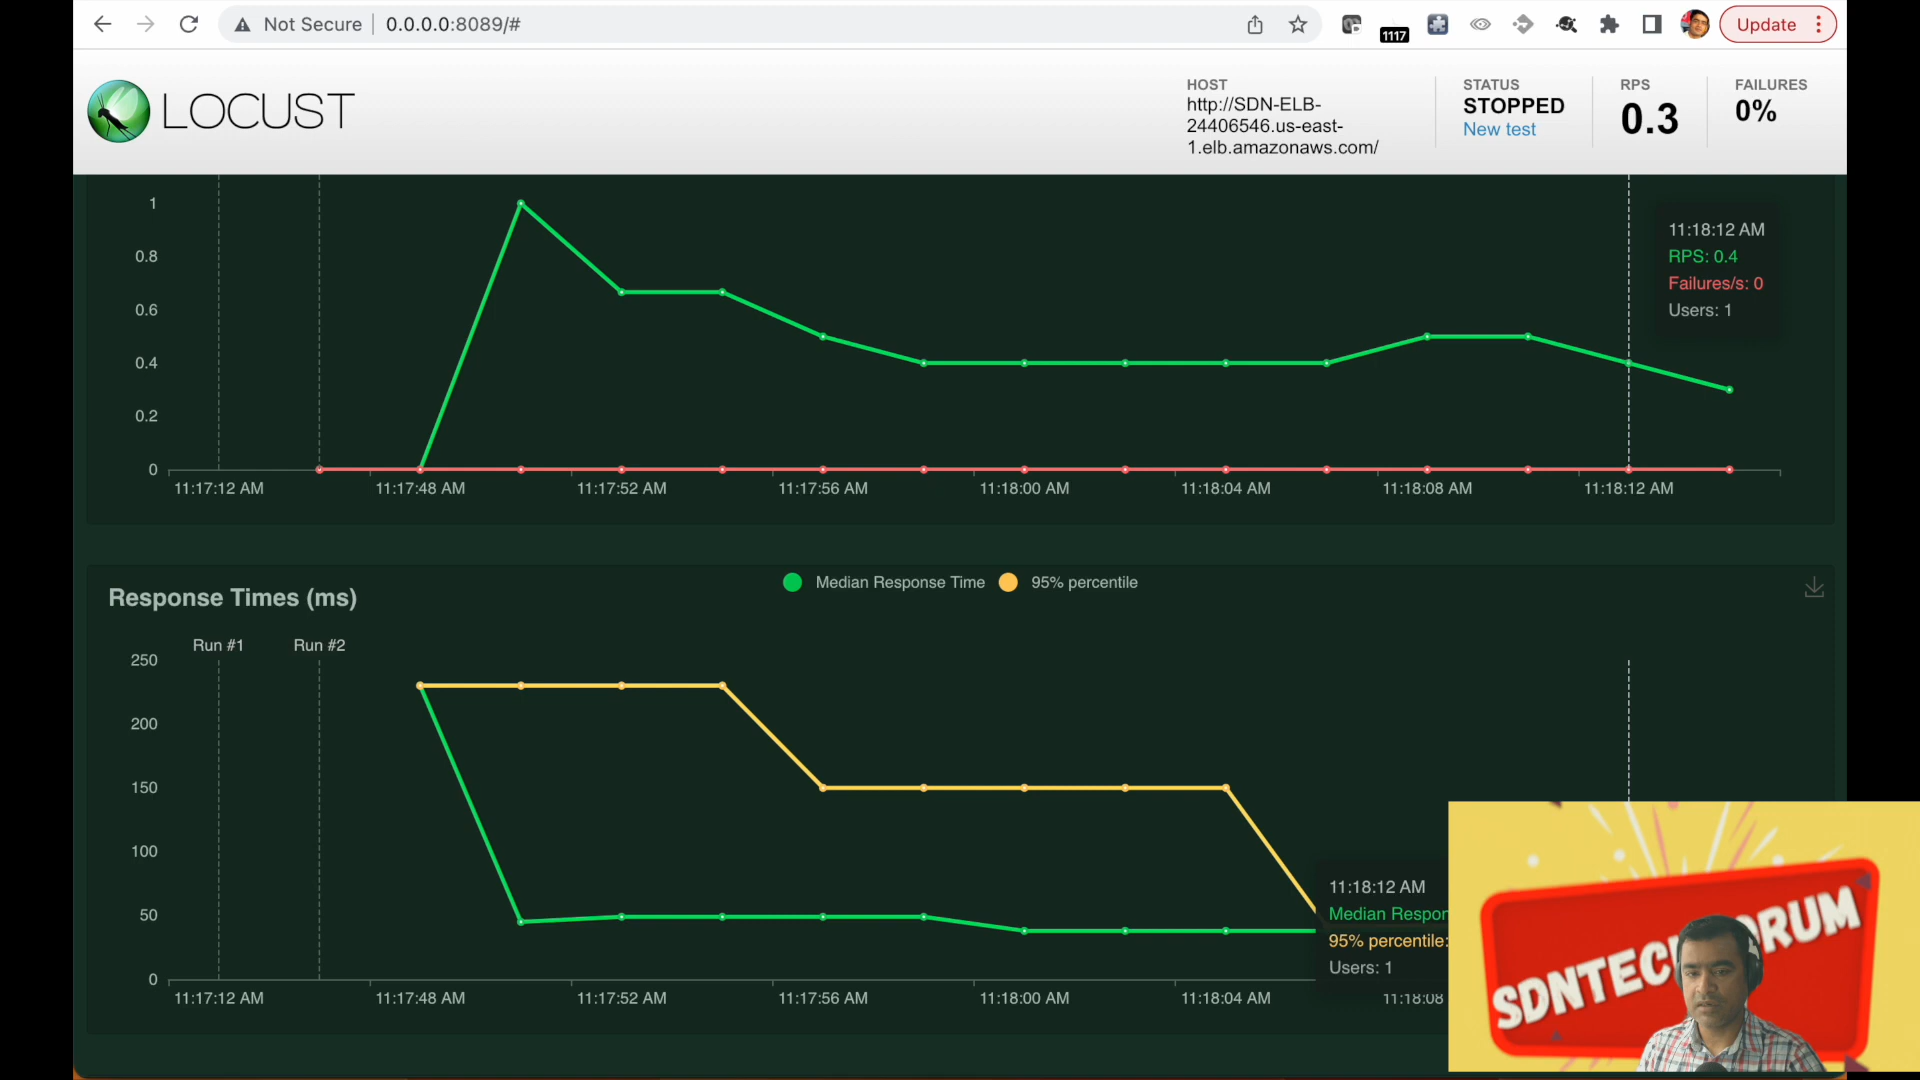 Not Secure
0.0.0.0:8089/#
1117
Update
LOCUST
HOST
http://SDN-ELB-
24406546.us-east-
1.elb.amazonaws.com/
STATUS
STOPPED
New test
RPS
0.3
FAILURES
0%
1
0.8
0.6
0.4
0.2
0
11:18:12 AM
RPS: 0.4
Failures/s: 0
Users: 1
11:17:12 AM
11:17:48 AM
11:17:52 AM
11:17:56 AM
11:18:00 AM
11:18:04 AM
11:18:08 AM
11:18:12 AM
Median Response Time
95% percentile
Response Times (ms)
Run #1
Run #2
250
200
150
100
50
0
11:18:12 AM
Median Respon
95% percentile:
Users: 1
11:17:12 AM
11:17:48 AM
11:17:52 AM
11:17:56 AM
11:18:00 AM
11:18:04 AM
11:18:08